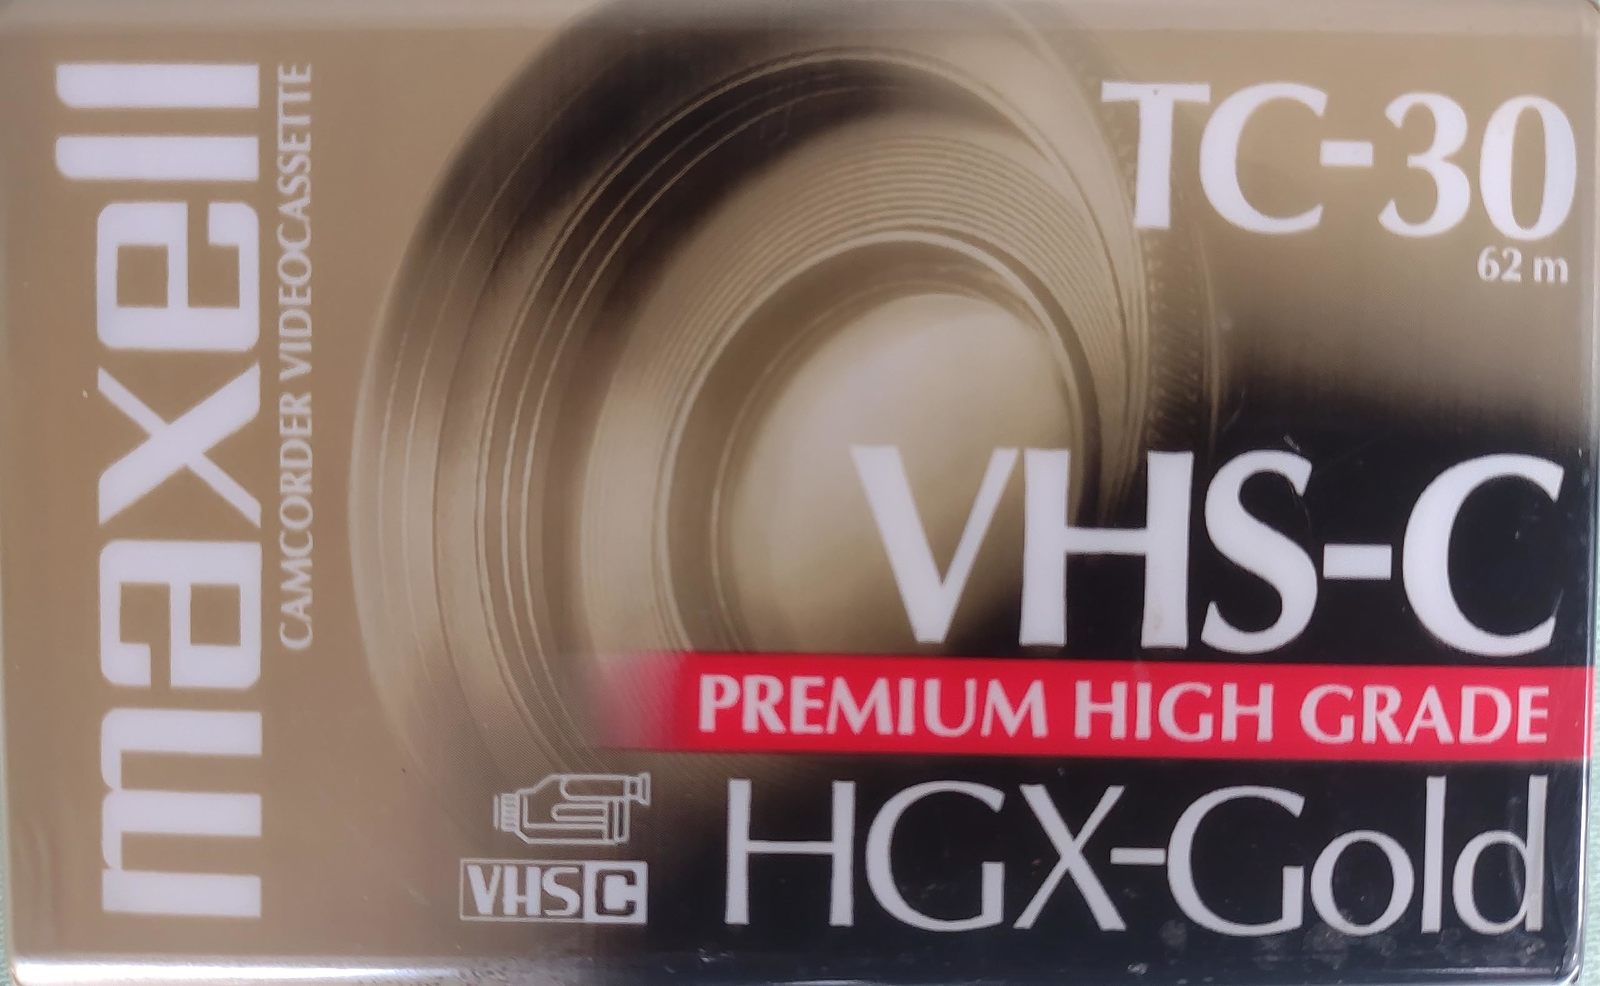 maxell
CAMCORDER VIDEOCASSETTE
TC-30
62 m
VHS-C
PREMIUM HIGH GRADE
HGX-Gold
VHS C